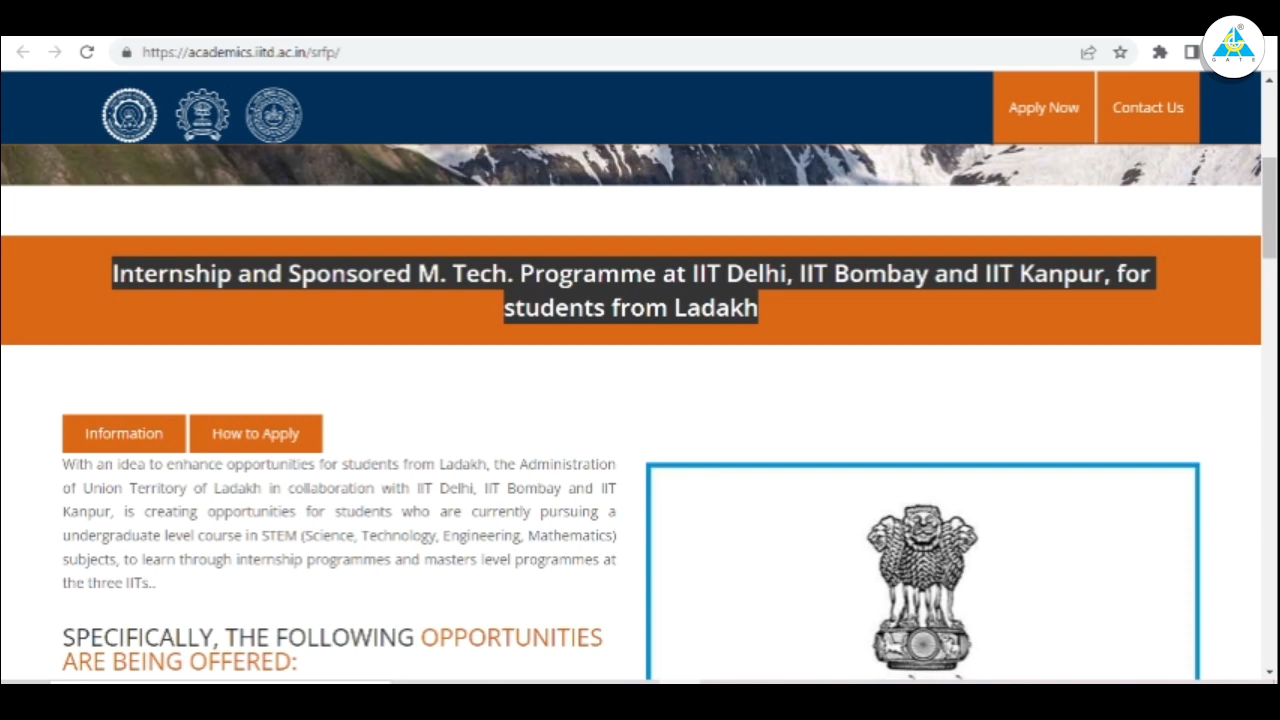 https://academics.iitd.ac.in/srfp/
GATE
Apply Now
Contact Us
Internship and Sponsored M. Tech. Programme at IIT Delhi, IIT Bombay and IIT Kanpur, for
students from Ladakh
Information
How to Apply
With an idea to enhance opportunities for students from Ladakh, the Administration
of Union Territory of Ladakh in collaboration with IIT Delhi, IIT Bombay and IIT
Kanpur, is creating opportunities for students who are currently pursuing a
undergraduate level course in STEM (Science, Technology, Engineering, Mathematics)
subjects, to learn through internship programmes and masters level programmes at
the three IITs..
SPECIFICALLY, THE FOLLOWING OPPORTUNITIES
ARE BEING OFFERED: